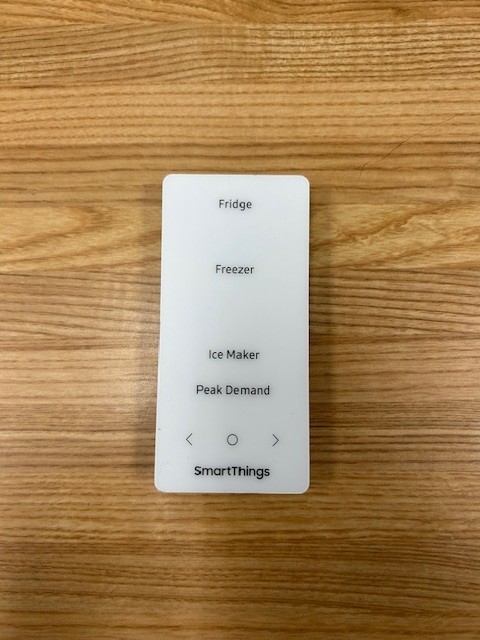 Fridge
Freezer
Ice Maker
Peak Demand
SmartThings